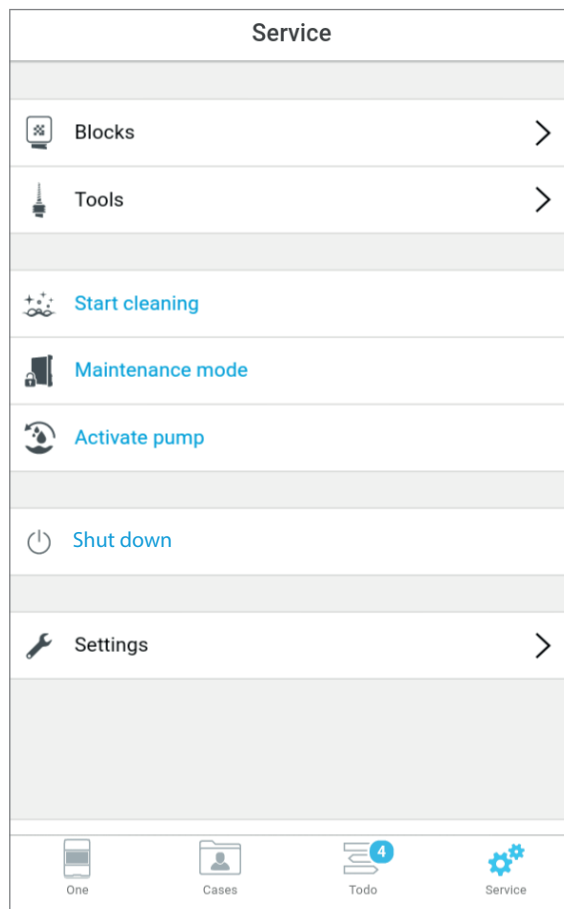 Service
Blocks
Tools
Start cleaning
Maintenance mode
Activate pump
Shut down
Settings
4
One
Cases
Todo
Service